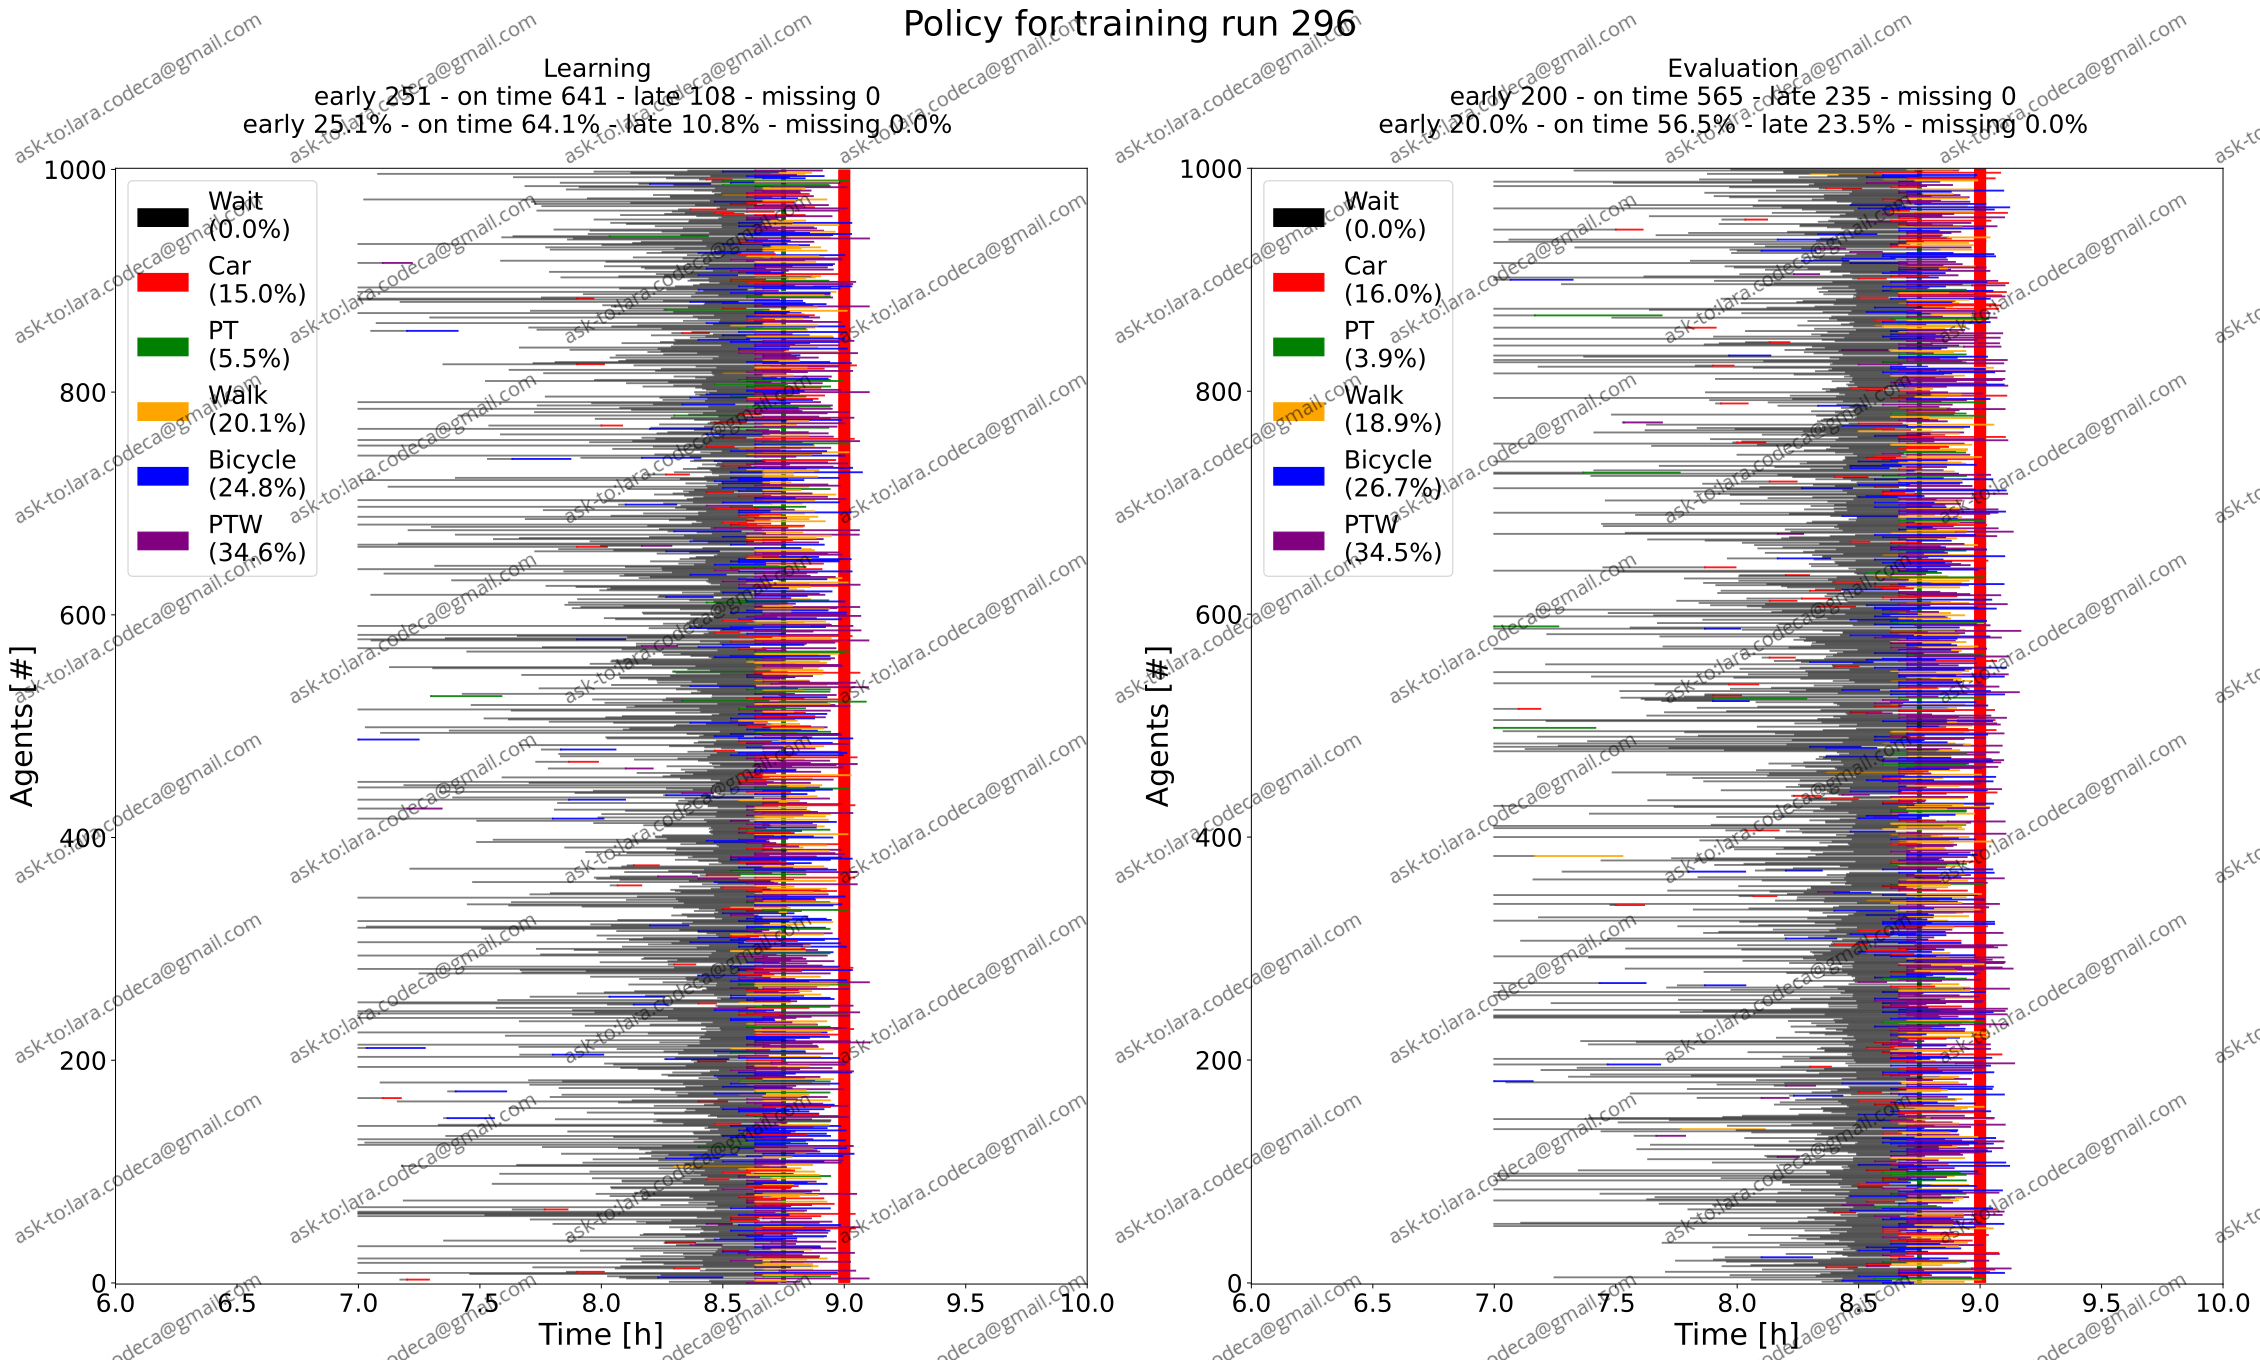 Policy for training run 296
Learning
early 251 - on time 641 - late 108 - missing 0
early 25.1% - on time 64.1% - late 10.8% - missing 0.0%
1000
800
600
400
200
0
Agents [#]
Wait
(0.0%)
Car
(15.0%)
PT
(5.5%)
Walk
(20.1%)
Bicycle
(24.8%)
PTW
(34.6%)
6.0 6.5 7.0 7.5 8.0 8.5 9.0 9.5 10.0
Time [h]
Evaluation
early 200 - on time 565 - late 235 - missing 0
early 20.0% - on time 56.5% - late 23.5% - missing 0.0%
1000
800
600
400
200
0
Agents [#]
Wait
(0.0%)
Car
(16.0%)
PT
(3.9%)
Walk
(18.9%)
Bicycle
(26.7%)
PTW
(34.5%)
6.0 6.5 7.0 7.5 8.0 8.5 9.0 9.5 10.0
Time [h]
ask-to:lara.codeca@gmail.com